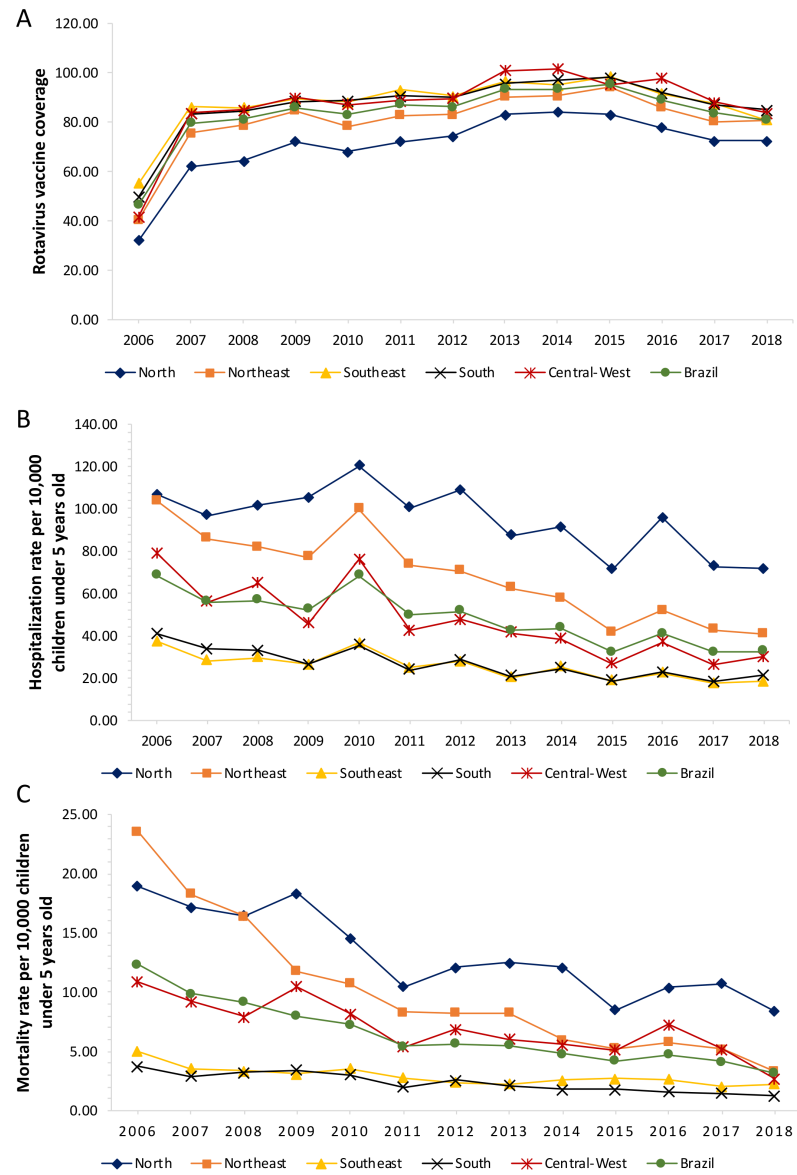 A
Rotavirus vaccine coverage
120.00
100.00
80.00
60.00
40.00
20.00
0.00
2006 2007 2008 2009 2010 2011 2012 2013 2014 2015 2016 2017 2018
North Northeast Southeast South Central-West Brazil
B
Hospitalization rate per 10,000
children under 5 years old
140.00
120.00
100.00
80.00
60.00
40.00
20.00
0.00
2006 2007 2008 2009 2010 2011 2012 2013 2014 2015 2016 2017 2018
North Northeast Southeast South Central-West Brazil
C
Mortality rate per 10,000 children
under 5 years old
25.00
20.00
15.00
10.00
5.00
0.00
2006 2007 2008 2009 2010 2011 2012 2013 2014 2015 2016 2017 2018
North Northeast Southeast South Central-West Brazil